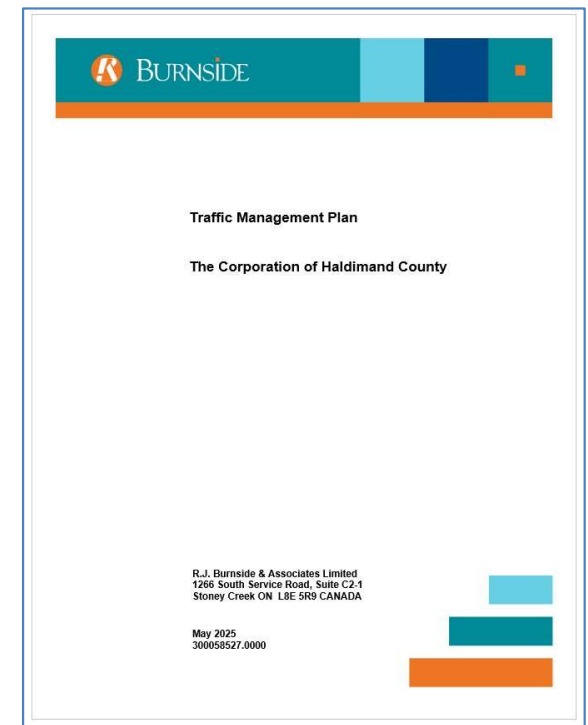 BURNSIDE
Traffic Management Plan
The Corporation of Haldimand County
R.J. Burnside & Associates Limited
1266 South Service Road, Suite C2-1
Stoney Creek ON L8E 5R9 CANADA
May 2025
300058527.0000